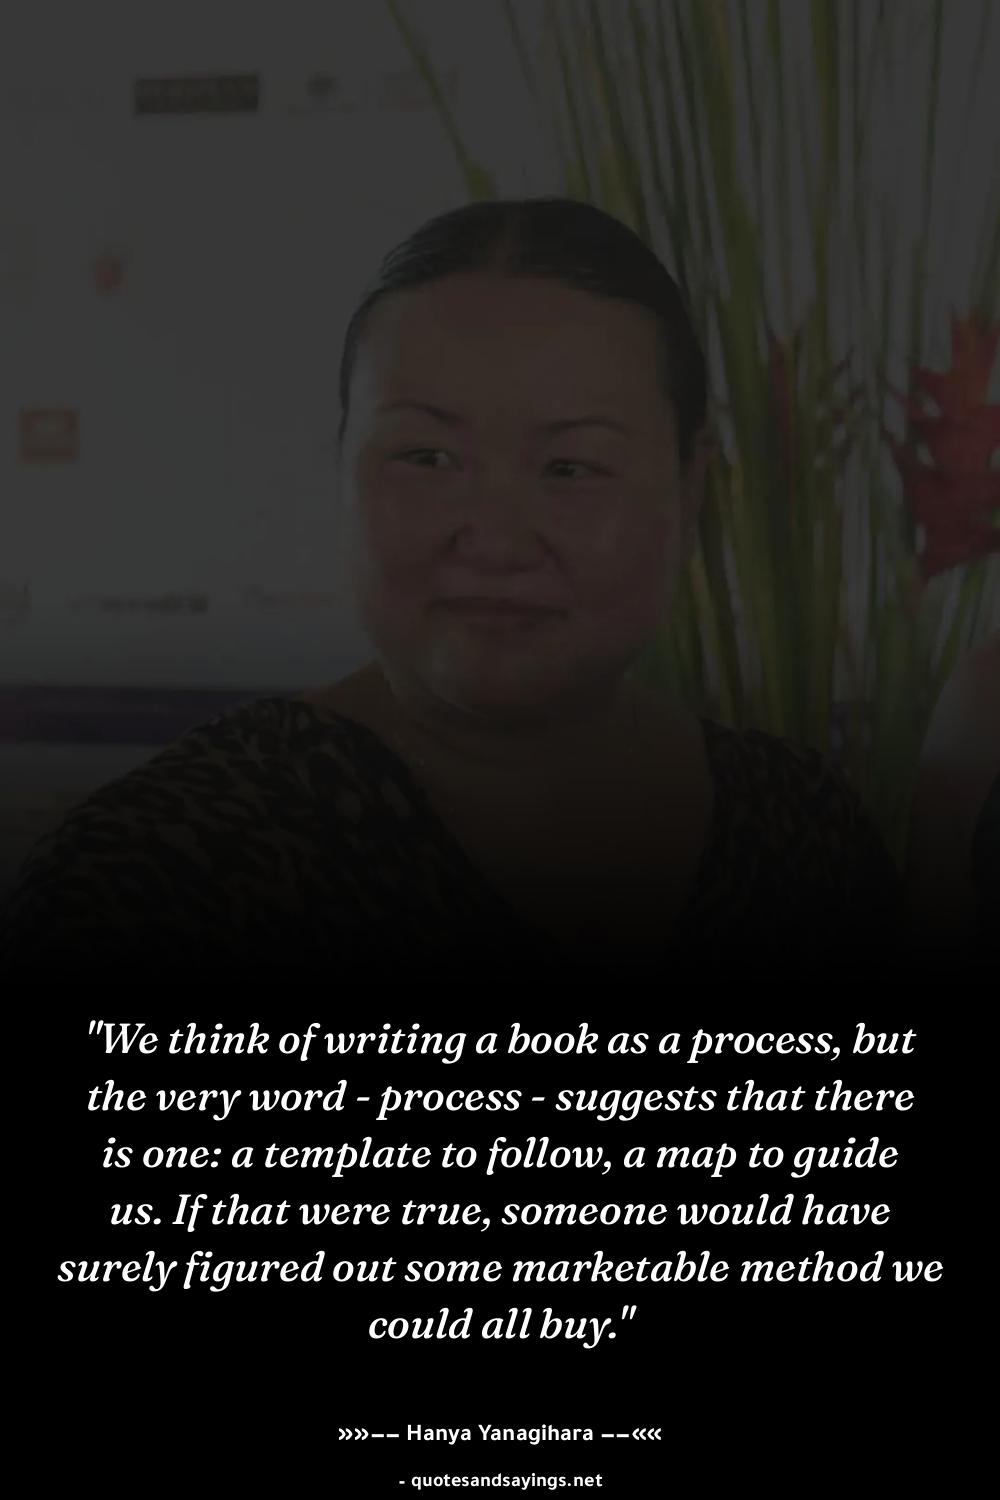 "We think of writing a book as a process, but
the very word - process - suggests that there
is one: a template to follow, a map to guide
us. If that were true, someone would have
surely figured out some marketable method we
could all buy."
»»−− Hanya Yanagihara −−««
- quotesandsayings.net